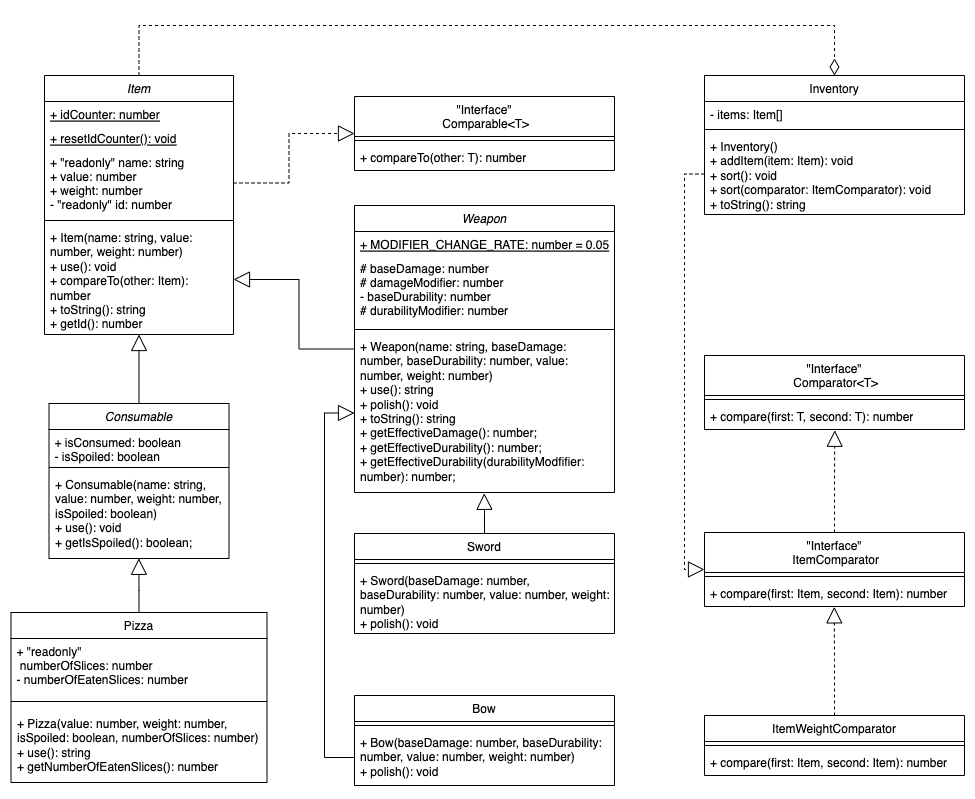 Item
+ idCounter: number
+ resetIdCounter(): void
+ "readonly" name: string
+ value: number
+ weight: number
- "readonly" id: number
+ Item(name: string, value:
number, weight: number)
+ use(): void
+ compareTo(other: Item):
number
+ toString(): string
+ getId(): number
"Interface"
Comparable<T>
+ compareTo(other: T): number
Inventory
- items: Item[]
+ Inventory()
+ addItem(item: Item): void
+ sort(): void
+ sort(comparator: ItemComparator): void
+ toString(): string
Weapon
+ MODIFIER_CHANGE_RATE: number = 0.05
# baseDamage: number
# damageModifier: number
- baseDurability: number
# durabilityModifier: number
+ Weapon(name: string, baseDamage:
number, baseDurability: number, value:
number, weight: number)
+ use(): string
+ polish(): void
+ toString(): string
+ getEffectiveDamage(): number;
+ getEffectiveDurability(): number;
+ getEffectiveDurability(durabilityModfifier:
number): number;
"Interface"
Comparator<T>
+ compare(first: T, second: T): number
Consumable
+ isConsumed: boolean
- isSpoiled: boolean
+ Consumable(name: string,
value: number, weight: number,
isSpoiled: boolean)
+ use(): void
+ getIsSpoiled(): boolean;
Sword
+ Sword(baseDamage: number,
baseDurability: number, value: number, weight:
number)
+ polish(): void
"Interface"
ItemComparator
+ compare(first: Item, second: Item): number
Pizza
+ "readonly"
numberOfSlices: number
- numberOfEatenSlices: number
+ Pizza(value: number, weight: number,
isSpoiled: boolean, numberOfSlices: number)
+ use(): string
+ getNumberOfEatenSlices(): number
Bow
+ Bow(baseDamage: number, baseDurability:
number, value: number, weight: number)
+ polish(): void
ItemWeightComparator
+ compare(first: Item, second: Item): number